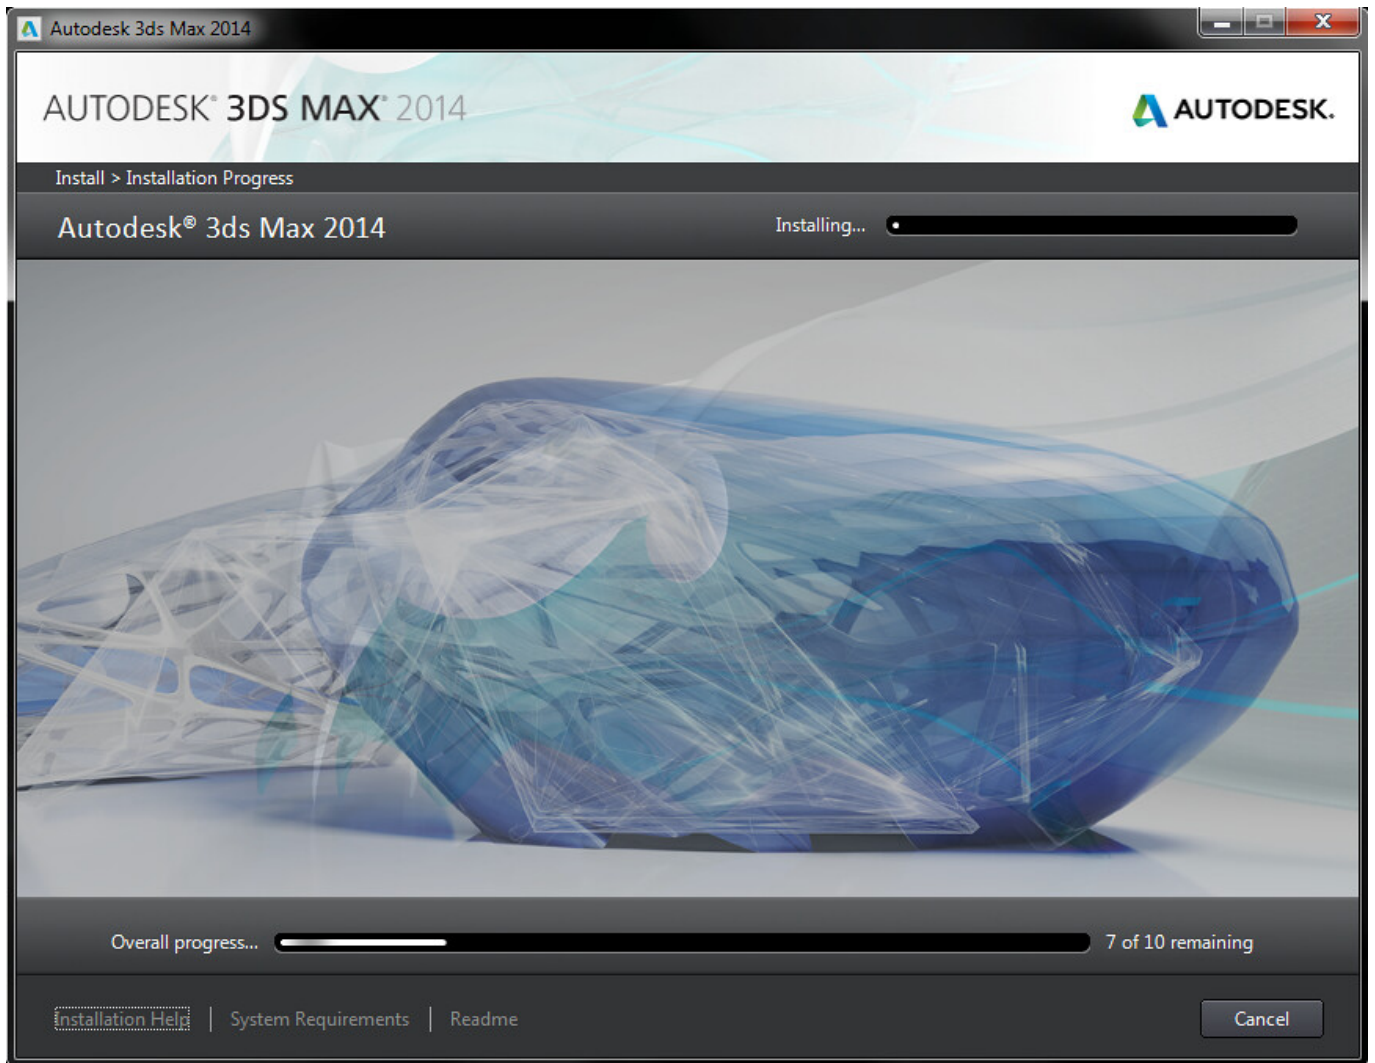 Autodesk 3ds Max 2014
AUTODESK® 3DS MAX® 2014
AUTODESK.
Install > Installation Progress
Autodesk® 3ds Max 2014
Installing...
Overall progress...
7 of 10 remaining
Installation Help
System Requirements
Readme
Cancel